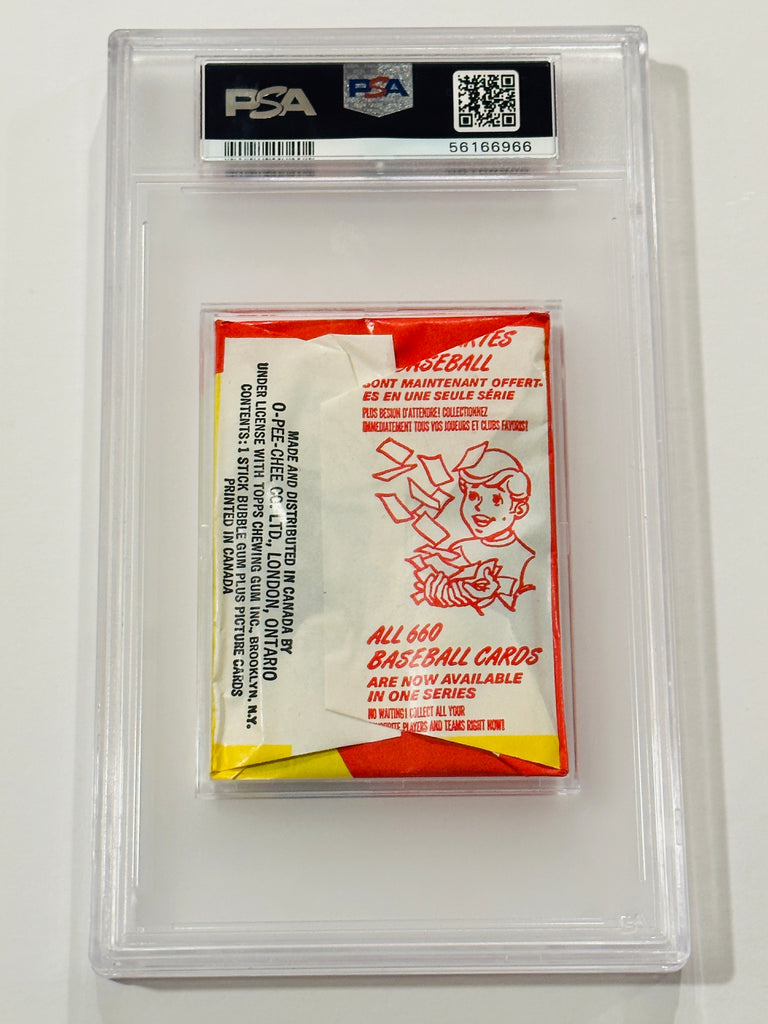 PSA
PSA
56166966
BASEBALL
SONT MAINTENANT OFFERT-
ES EN UNE SEULE SÉRIE
PLUS BESOIN D'ATTENDRE! COLLECTIONNEZ
IMMEDIATEMENT TOUS VOS JOUEURS ET CLUBS FAVORIS!
ALL 660
BASEBALL CARDS
ARE NOW AVAILABLE
IN ONE SERIES
NO WAITING! COLLECT ALL YOUR
PLAYERS AND TEAMS RIGHT NOW!
MADE AND DISTRIBUTED IN CANADA BY
O-PEE-CHEE CO. LTD., LONDON, ONTARIO
UNDER LICENSE WITH TOPPS CHEWING GUM INC., BROOKLYN, N.Y.
CONTENTS: 1 STICK BUBBLE GUM PLUS PICTURE CARDS
PRINTED IN CANADA